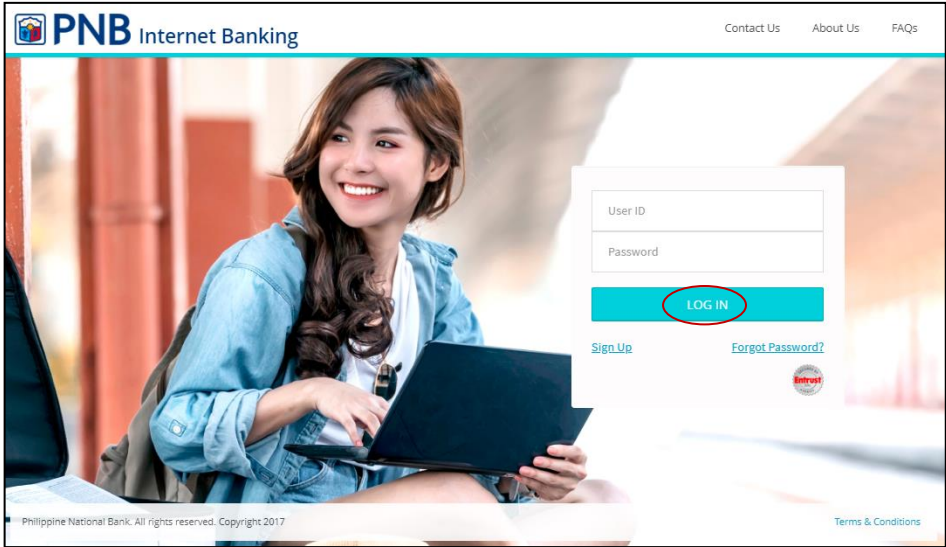 PNB Internet Banking
Contact Us About Us FAQs
User ID
Password
LOG IN
Sign Up Forgot Password?
Entrust
Philippine National Bank. All rights reserved. Copyright 2017
Terms & Conditions